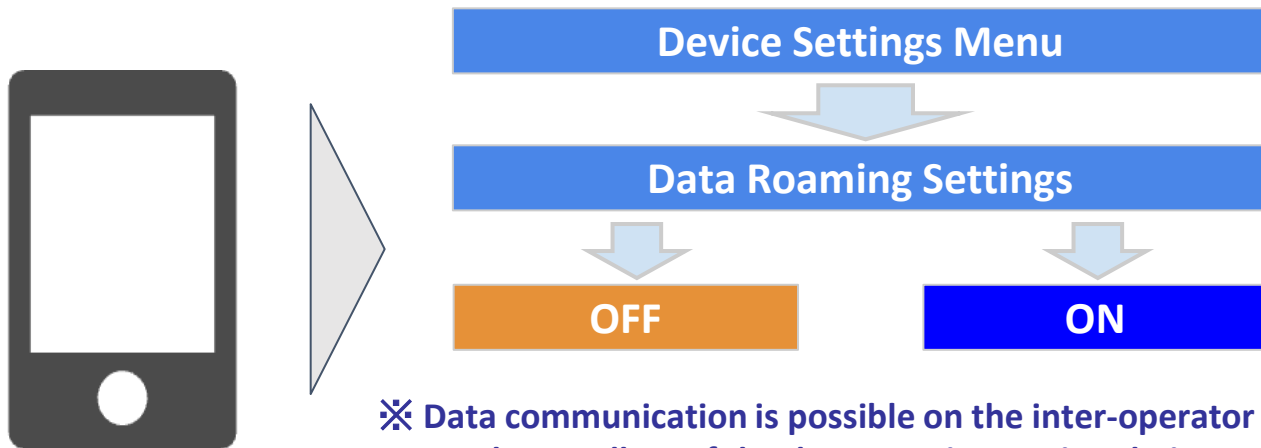 Device Settings Menu
Data Roaming Settings
OFF ON
※ Data communication is possible on the inter-operator